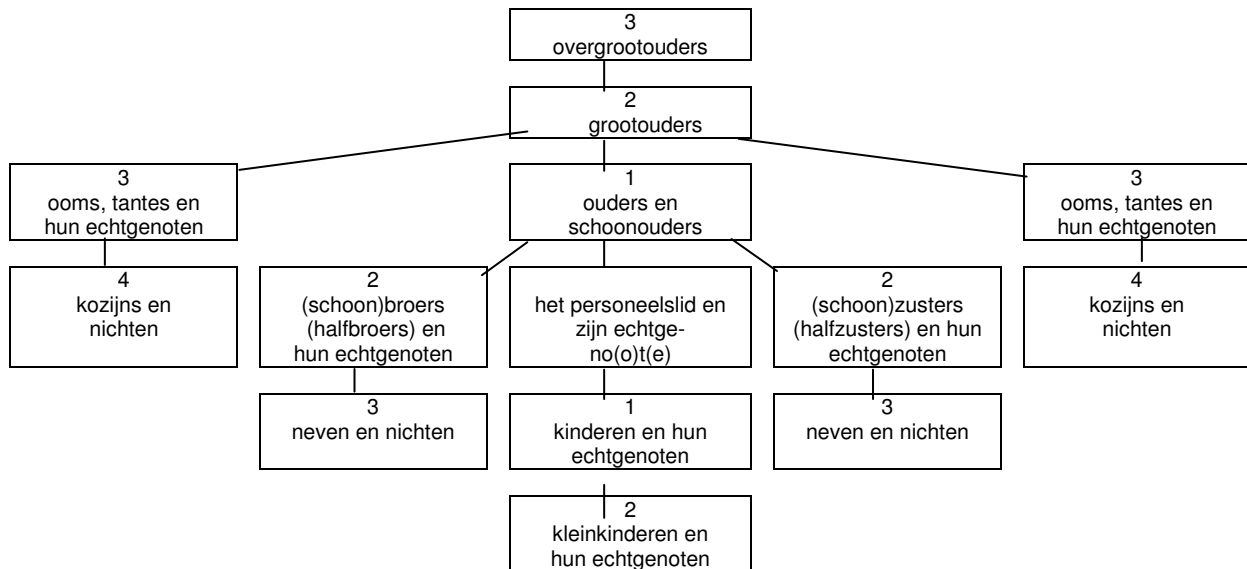 3
overgrootouders
2
grootouders
3
ooms, tantes en
hun echtgenoten
1
ouders en
schoonouders
3
ooms, tantes en
hun echtgenoten
4
kozijns en
nichten
2
(schoon)broers
(halfbroers) en
hun echtgenoten
het personeelslid en
zijn echtge-
no(o)t(e)
2
(schoon)zusters
(halfzusters) en hun
echtgenoten
4
kozijns en
nichten
3
neven en nichten
1
kinderen en hun
echtgenoten
3
neven en nichten
2
kleinkinderen en
hun echtgenoten